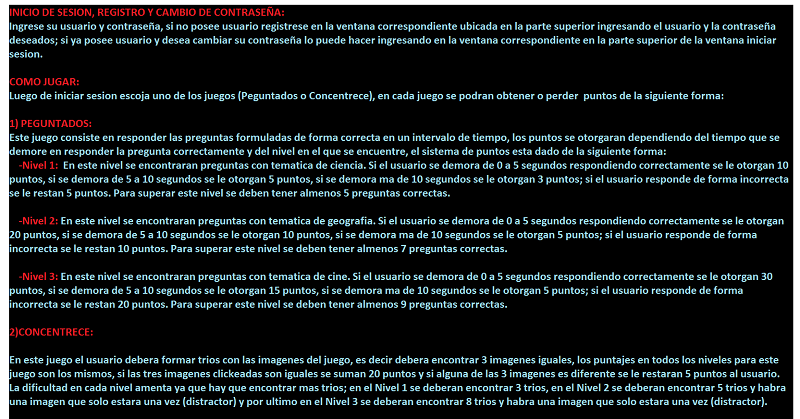 INICIO DE SESION, REGISTRO Y CAMBIO DE CONTRASEÑA:
Ingrese su usuario y contraseña, si no posee usuario registrese en la ventana correspondiente ubicada en la parte superior ingresando el usuario y la contraseña
deseados; si ya posee usuario y desea cambiar su contraseña lo puede hacer ingresando en la ventana correspondiente en la parte superior de la ventana iniciar
sesion.
COMO JUGAR:
Luego de iniciar sesion escoja uno de los juegos (Peguntados o Concentrece), en cada juego se podran obtener o perder puntos de la siguiente forma:
1) PEGUNTADOS:
Este juego consiste en responder las preguntas formuladas de forma correcta en un intervalo de tiempo, los puntos se otorgaran dependiendo del tiempo que se
demore en responder la pregunta correctamente y del nivel en el que se encuentre, el sistema de puntos esta dado de la siguiente forma:
-Nivel 1: En este nivel se encontraran preguntas con tematica de ciencia. Si el usuario se demora de 0 a 5 segundos respondiendo correctamente se le otorgan 10
puntos, si se demora de 5 a 10 segundos se le otorgan 5 puntos, si se demora ma de 10 segundos se le otorgan 3 puntos; si el usuario responde de forma incorrecta
se le restan 5 puntos. Para superar este nivel se deben tener almenos 5 preguntas correctas.
-Nivel 2: En este nivel se encontraran preguntas con tematica de geografia. Si el usuario se demora de 0 a 5 segundos respondiendo correctamente se le otorgan
20 puntos, si se demora de 5 a 10 segundos se le otorgan 10 puntos, si se demora ma de 10 segundos se le otorgan 5 puntos; si el usuario responde de forma
incorrecta se le restan 10 puntos. Para superar este nivel se deben tener almenos 7 preguntas correctas.
-Nivel 3: En este nivel se encontraran preguntas con tematica de cine. Si el usuario se demora de 0 a 5 segundos respondiendo correctamente se le otorgan 30
puntos, si se demora de 5 a 10 segundos se le otorgan 15 puntos, si se demora ma de 10 segundos se le otorgan 5 puntos; si el usuario responde de forma
incorrecta se le restan 20 puntos. Para superar este nivel se deben tener almenos 9 preguntas correctas.
2)CONCENTRECE:
En este juego el usuario debera formar trios con las imagenes del juego, es decir debera encontrar 3 imagenes iguales, los puntajes en todos los niveles para este
juego son los mismos, si las tres imagenes clickeadas son iguales se suman 20 puntos y si alguna de las 3 imagenes es diferente se le restaran 5 puntos al usuario.
La dificultad en cada nivel amenta ya que hay que encontrar mas trios; en el Nivel 1 se deberan encontrar 3 trios, en el Nivel 2 se deberan encontrar 5 trios y habra
una imagen que solo estara una vez (distractor) y por ultimo en el Nivel 3 se deberan encontrar 8 trios y habra una imagen que solo estara una vez (distractor).